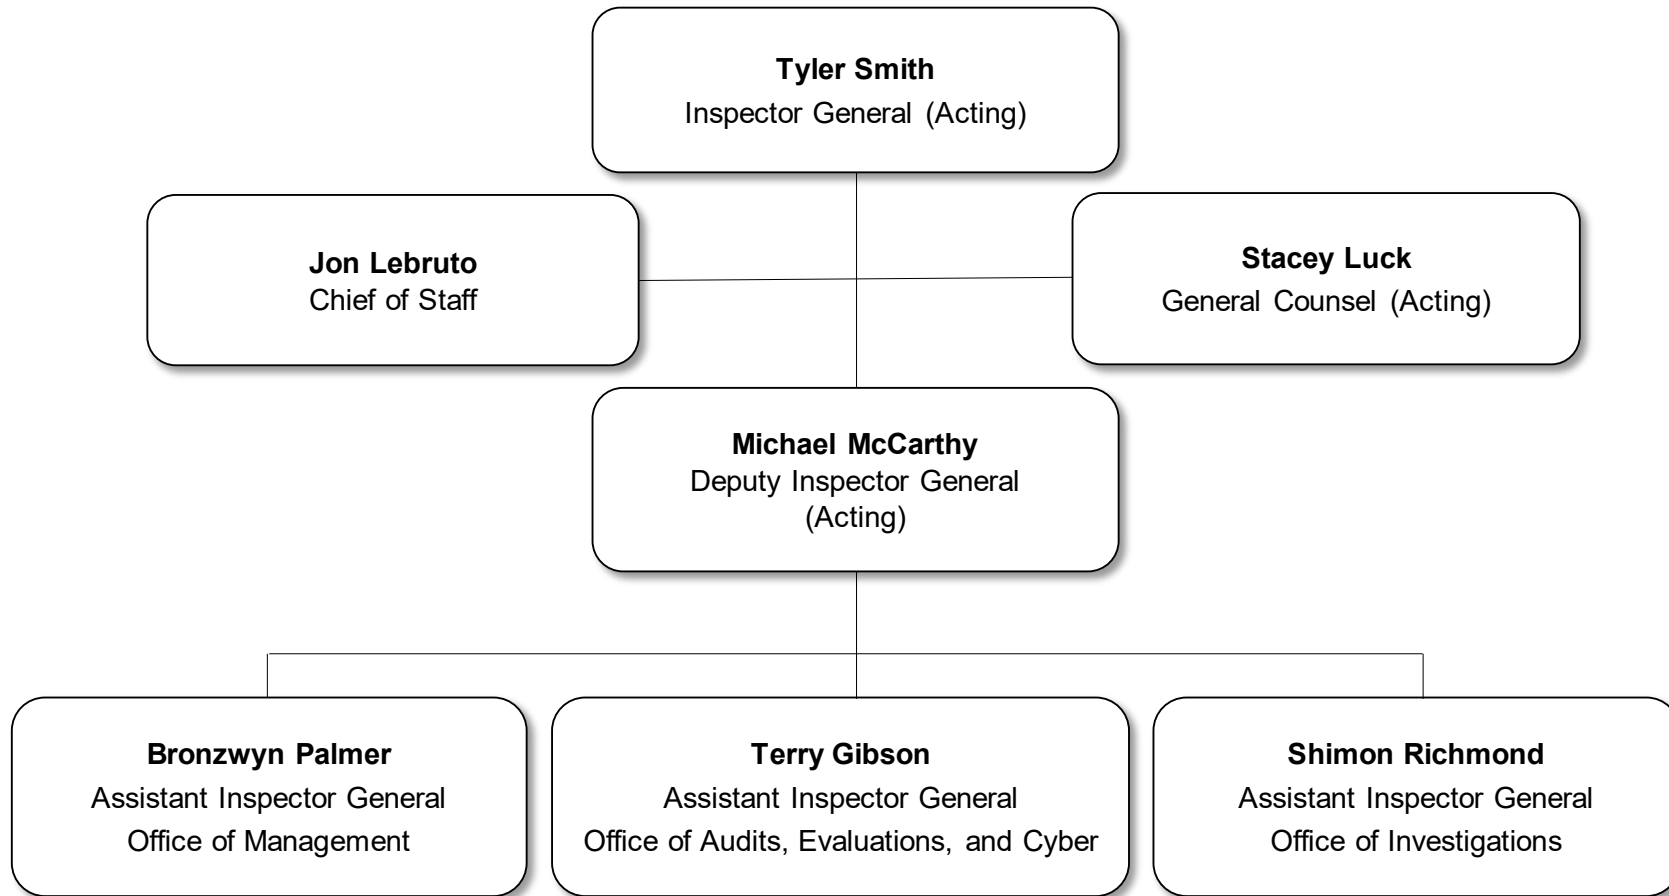 Tyler Smith
Inspector General (Acting)
Jon Lebruto
Chief of Staff
Stacey Luck
General Counsel (Acting)
Michael McCarthy
Deputy Inspector General
(Acting)
Bronzwyn Palmer
Assistant Inspector General
Office of Management
Terry Gibson
Assistant Inspector General
Office of Audits, Evaluations, and Cyber
Shimon Richmond
Assistant Inspector General
Office of Investigations